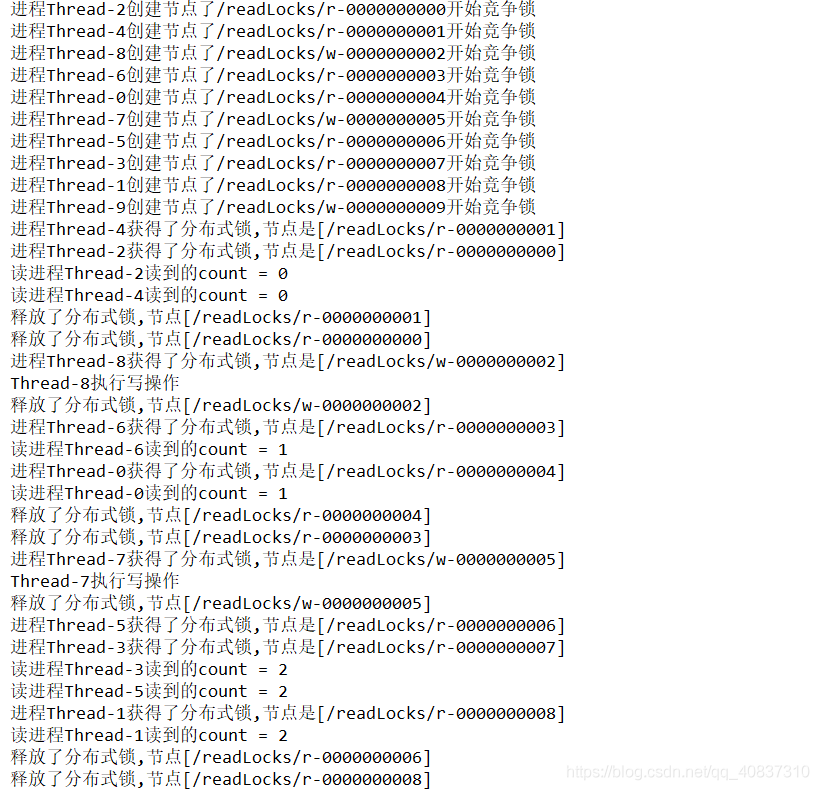 进程Thread-2创建节点了/readLocks/r-0000000000开始竞争锁
进程Thread-4创建节点了/readLocks/r-0000000001开始竞争锁
进程Thread-8创建节点了/readLocks/w-0000000002开始竞争锁
进程Thread-6创建节点了/readLocks/r-0000000003开始竞争锁
进程Thread-0创建节点了/readLocks/r-0000000004开始竞争锁
进程Thread-7创建节点了/readLocks/w-0000000005开始竞争锁
进程Thread-5创建节点了/readLocks/r-0000000006开始竞争锁
进程Thread-3创建节点了/readLocks/r-0000000007开始竞争锁
进程Thread-1创建节点了/readLocks/r-0000000008开始竞争锁
进程Thread-9创建节点了/readLocks/w-0000000009开始竞争锁
进程Thread-4获得了分布式锁,节点是[/readLocks/r-0000000001]
进程Thread-2获得了分布式锁,节点是[/readLocks/r-0000000000]
读进程Thread-2读到的count = 0
读进程Thread-4读到的count = 0
释放了分布式锁,节点[/readLocks/r-0000000001]
释放了分布式锁,节点[/readLocks/r-0000000000]
进程Thread-8获得了分布式锁,节点是[/readLocks/w-0000000002]
Thread-8执行写操作
释放了分布式锁,节点[/readLocks/w-0000000002]
进程Thread-6获得了分布式锁,节点是[/readLocks/r-0000000003]
读进程Thread-6读到的count = 1
进程Thread-0获得了分布式锁,节点是[/readLocks/r-0000000004]
读进程Thread-0读到的count = 1
释放了分布式锁,节点[/readLocks/r-0000000004]
释放了分布式锁,节点[/readLocks/r-0000000003]
进程Thread-7获得了分布式锁,节点是[/readLocks/w-0000000005]
Thread-7执行写操作
释放了分布式锁,节点[/readLocks/w-0000000005]
进程Thread-5获得了分布式锁,节点是[/readLocks/r-0000000006]
进程Thread-3获得了分布式锁,节点是[/readLocks/r-0000000007]
读进程Thread-3读到的count = 2
读进程Thread-5读到的count = 2
进程Thread-1获得了分布式锁,节点是[/readLocks/r-0000000008]
读进程Thread-1读到的count = 2
释放了分布式锁,节点[/readLocks/r-0000000006]
释放了分布式锁,节点[/readLocks/r-0000000008]
https://blog.csdn.net/qq_40837310